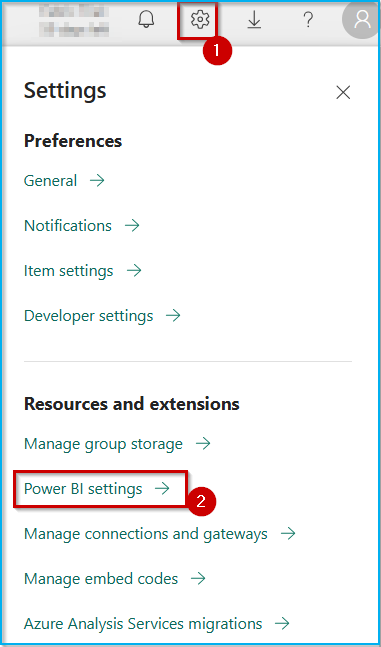 ?
1
Settings
Preferences
General
Notifications
Item settings
Developer settings
Resources and extensions
Manage group storage
Power BI settings
2
Manage connections and gateways
Manage embed codes
Azure Analysis Services migrations